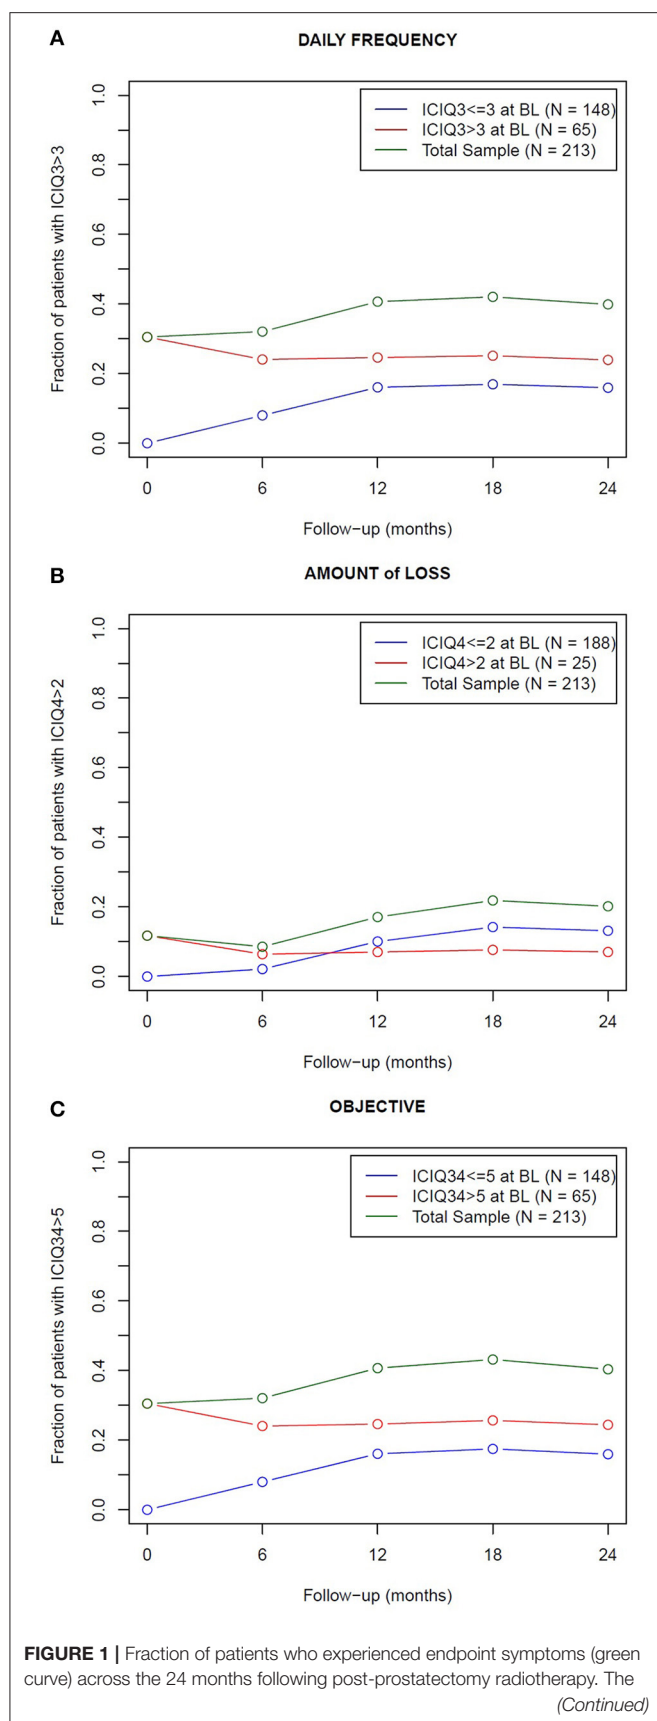 A
DAILY FREQUENCY
ICIQ3<=3 at BL (N = 148)
ICIQ3>3 at BL (N = 65)
Total Sample (N = 213)
Fraction of patients with ICIQ3>3
1.0
0.8
0.6
0.4
0.2
0.0
0 6 12 18 24
Follow−up (months)
B
AMOUNT of LOSS
ICIQ4<=2 at BL (N = 188)
ICIQ4>2 at BL (N = 25)
Total Sample (N = 213)
Fraction of patients with ICIQ4>2
1.0
0.8
0.6
0.4
0.2
0.0
0 6 12 18 24
Follow−up (months)
C
OBJECTIVE
ICIQ34<=5 at BL (N = 148)
ICIQ34>5 at BL (N = 65)
Total Sample (N = 213)
Fraction of patients with ICIQ34>5
1.0
0.8
0.6
0.4
0.2
0.0
0 6 12 18 24
Follow−up (months)
FIGURE 1 | Fraction of patients who experienced endpoint symptoms (green
curve) across the 24 months following post-prostatectomy radiotherapy. The
(Continued)